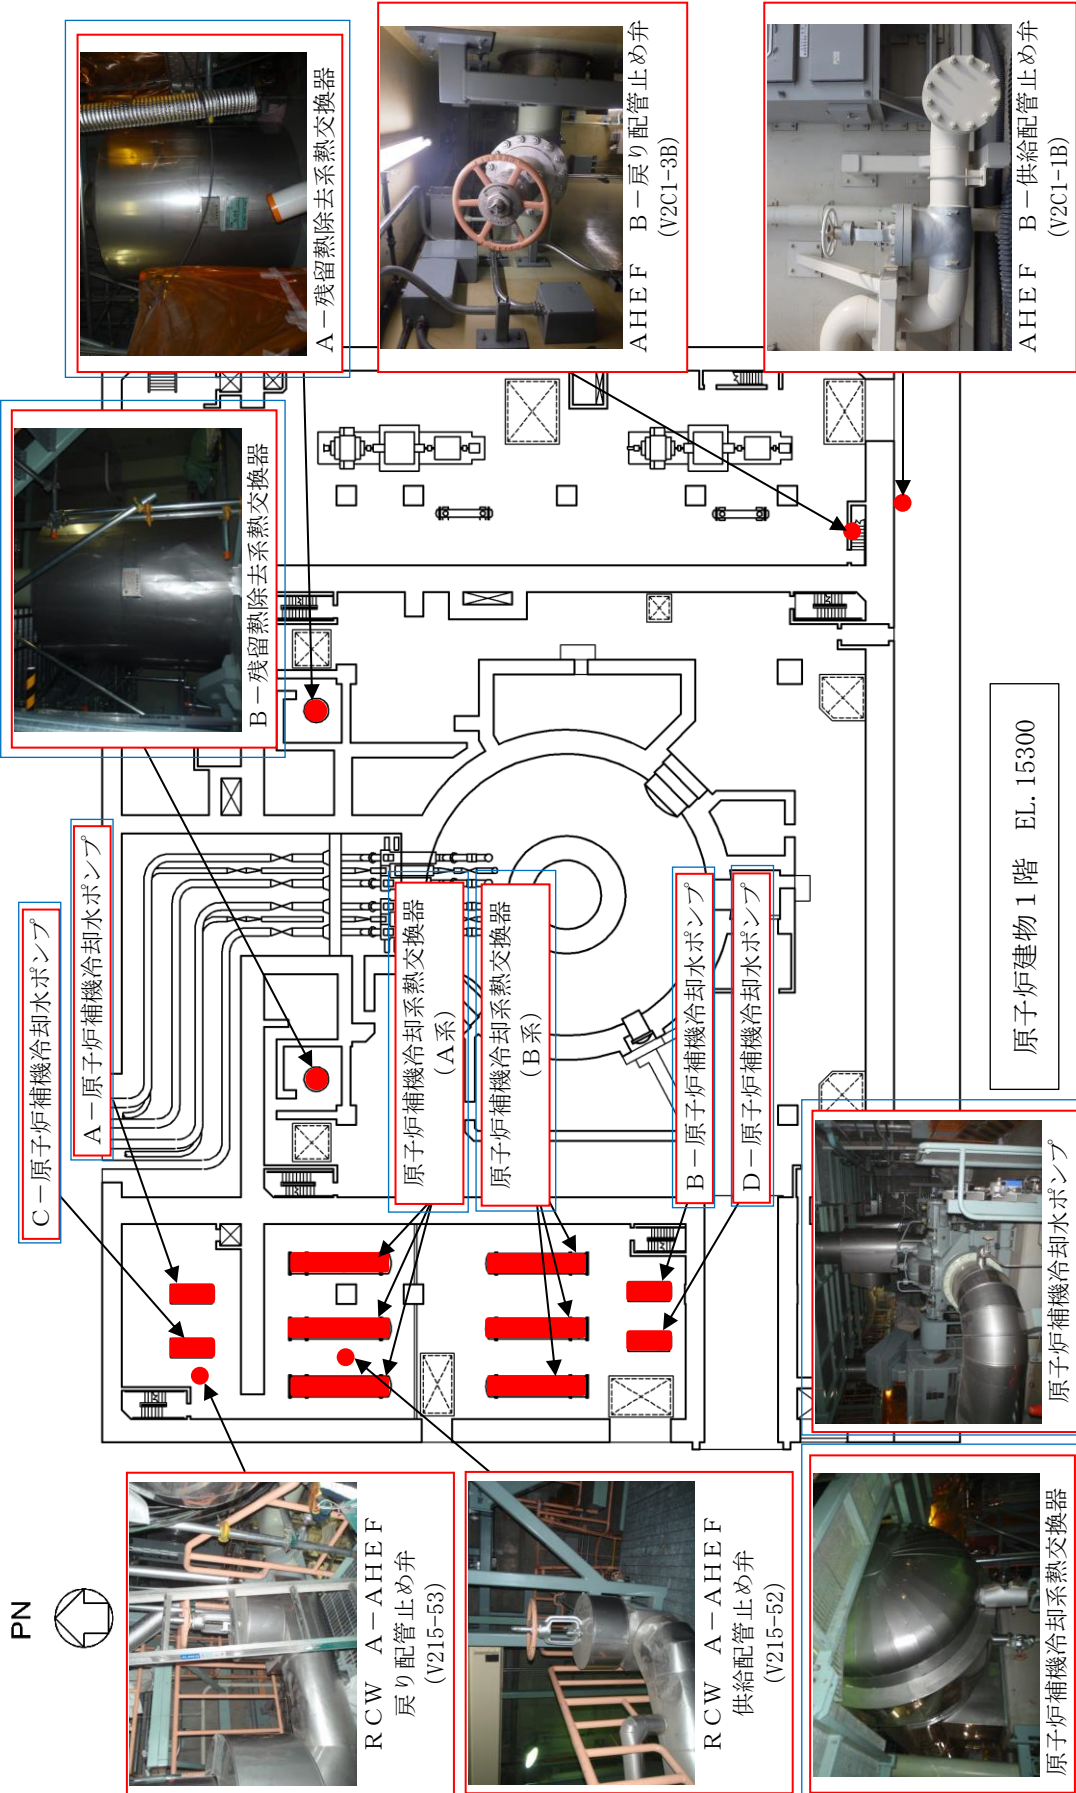 PN
RCW A－AHEF
戻り配管止め弁
(V215-53)
RCW A－AHEF
供給配管止め弁
(V215-52)
原子炉補機冷却系熱交換器
C－原子炉補機冷却水ポンプ
A－原子炉補機冷却水ポンプ
原子炉補機冷却系熱交換器
(A系)
原子炉補機冷却系熱交換器
(B系)
B－原子炉補機冷却水ポンプ
D－原子炉補機冷却水ポンプ
原子炉補機冷却水ポンプ
B－残留熱除去系熱交換器
A－残留熱除去系熱交換器
AHEF B－戻り配管止め弁
(V2C1-3B)
AHEF B－供給配管止め弁
(V2C1-1B)
原子炉建物1階 EL. 15300